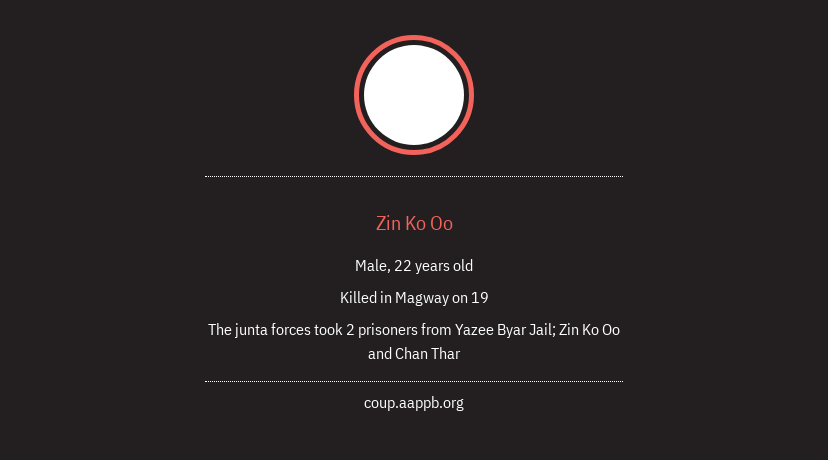 Zin Ko Oo
Male, 22 years old
Killed in Magway on 19
The junta forces took 2 prisoners from Yazee Byar Jail; Zin Ko Oo
and Chan Thar
coup.aappb.org